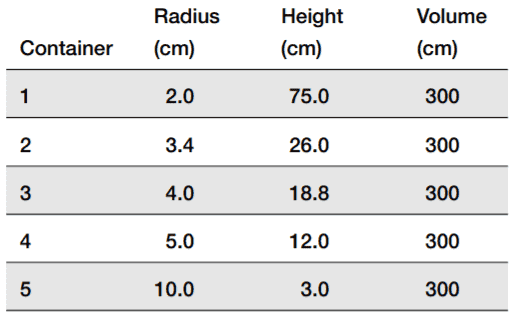 Radius Height Volume
Container (cm) (cm) (cm)
1 2.0 75.0 300
2 3.4 26.0 300
3 4.0 18.8 300
4 5.0 12.0 300
5 10.0 3.0 300